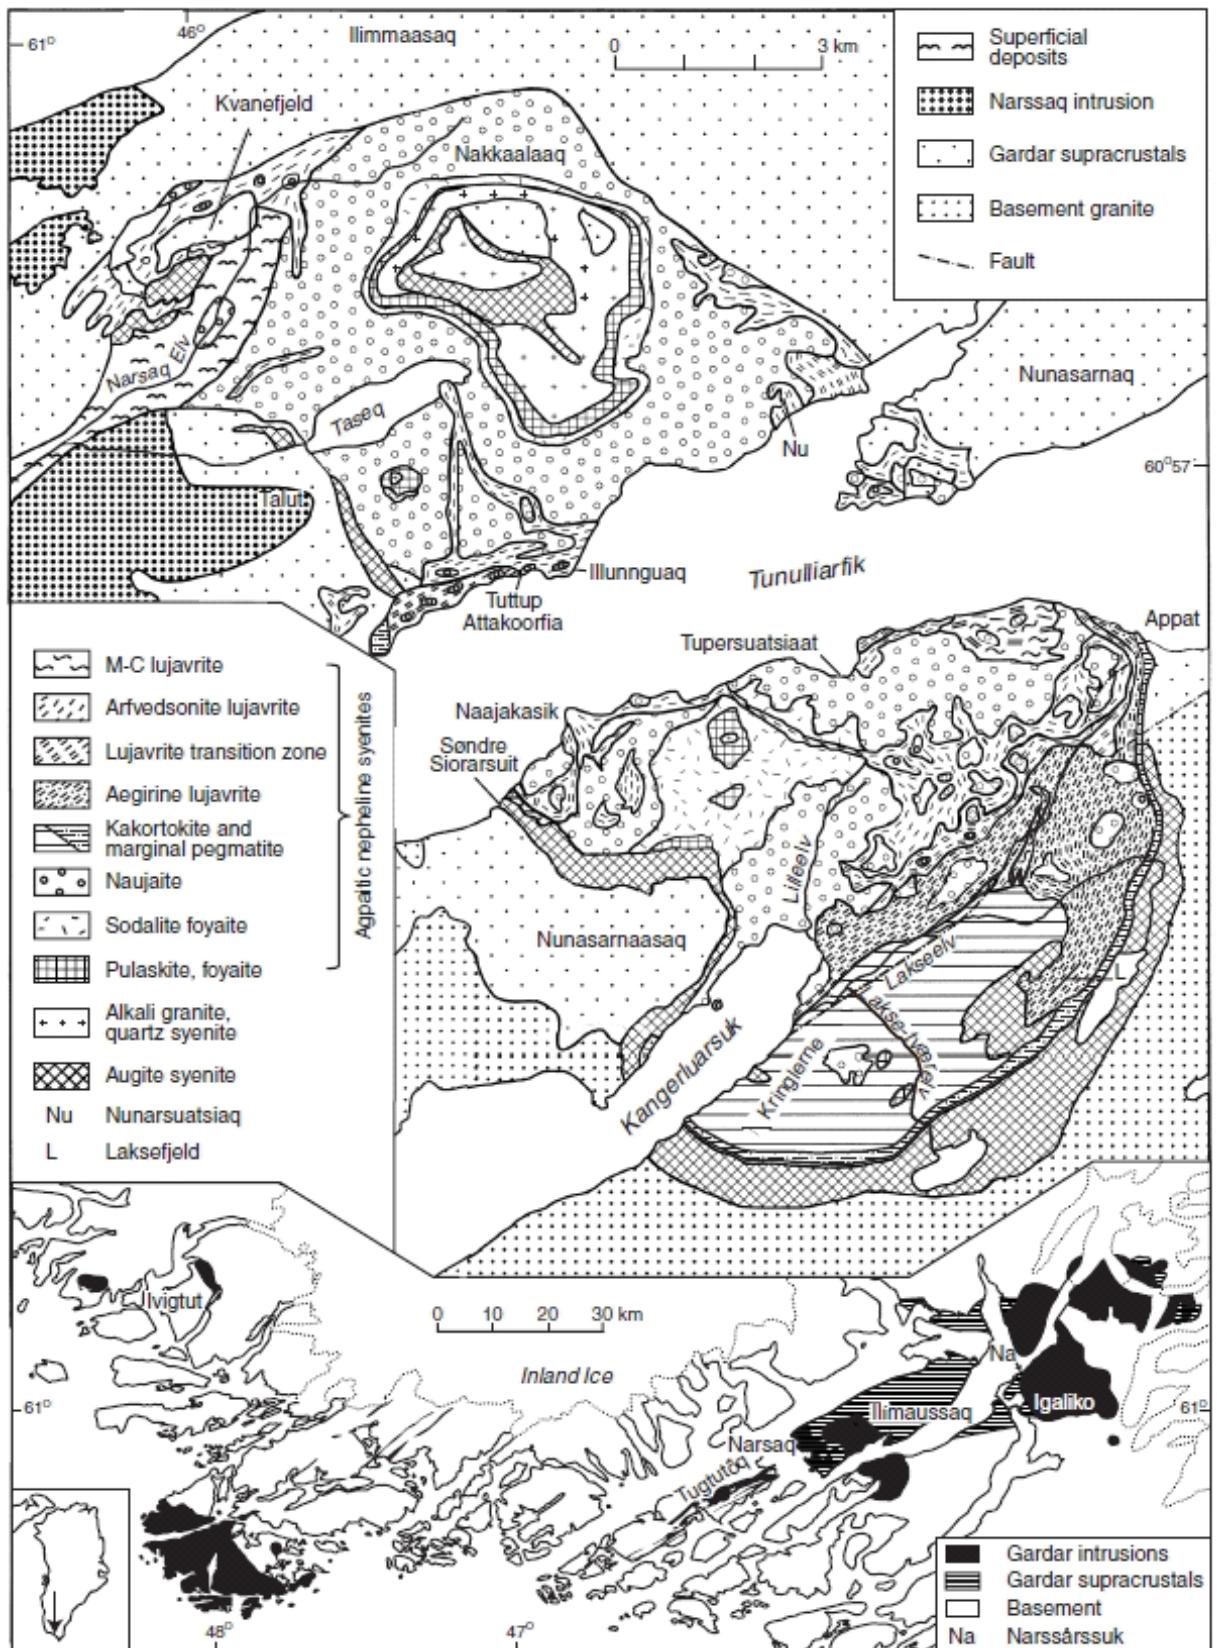 61°
46°
Ilimmaasaq
0 3 km
Kvanefjeld
Nakkaalaaq
Superficial
deposits
Narssaq intrusion
Gardar supracrustals
Basement granite
Fault
Narsaq Elv
Taseq
Talut
Nu
Nunasarnaq
60°57'
Illunnguaq
Tuttup
Attakoorfia
Tunulliarfik
Tupersuatsiaat
Appat
Naajakasik
Søndre
Siorarsuit
Lilleelv
Nunasarnaasaq
Lakseelv
L
Kringlerne
Kangerluarsuk
M-C lujavrite
Arfvedsonite lujavrite
Lujavrite transition zone
Aegirine lujavrite
Kakortokite and
marginal pegmatite
Naujaite
Sodalite foyaite
Pulaskite, foyaite
Agpaitic nepheline syenites
Alkali granite,
quartz syenite
Augite syenite
Nu Nunarsuatsiaq
L Laksefjeld
Ivigtut
0 10 20 30 km
Inland Ice
61°
Na
Igaliko
61°
Ilimaussaq
Narsaq
Tugtutôq
48°
47°
Gardar intrusions
Gardar supracrustals
Basement
Na Narssârssuk